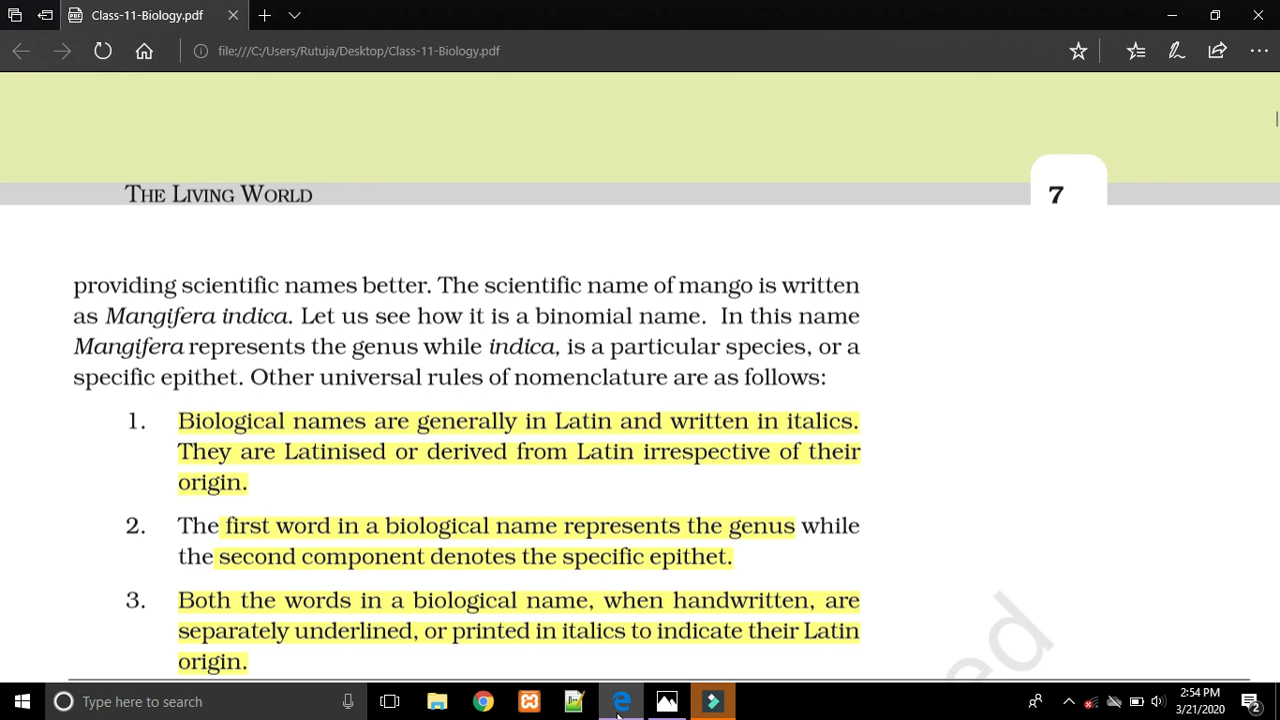 Class-11-Biology.pdf
file:///C:/Users/Rutuja/Desktop/Class-11-Biology.pdf
THE LIVING WORLD
7
providing scientific names better. The scientific name of mango is written
as Mangifera indica. Let us see how it is a binomial name. In this name
Mangifera represents the genus while indica, is a particular species, or a
specific epithet. Other universal rules of nomenclature are as follows:
1. Biological names are generally in Latin and written in italics.
They are Latinised or derived from Latin irrespective of their
origin.
2. The first word in a biological name represents the genus while
the second component denotes the specific epithet.
3. Both the words in a biological name, when handwritten, are
separately underlined, or printed in italics to indicate their Latin
origin.
ed
Type here to search
2:54 PM
3/21/2020
2